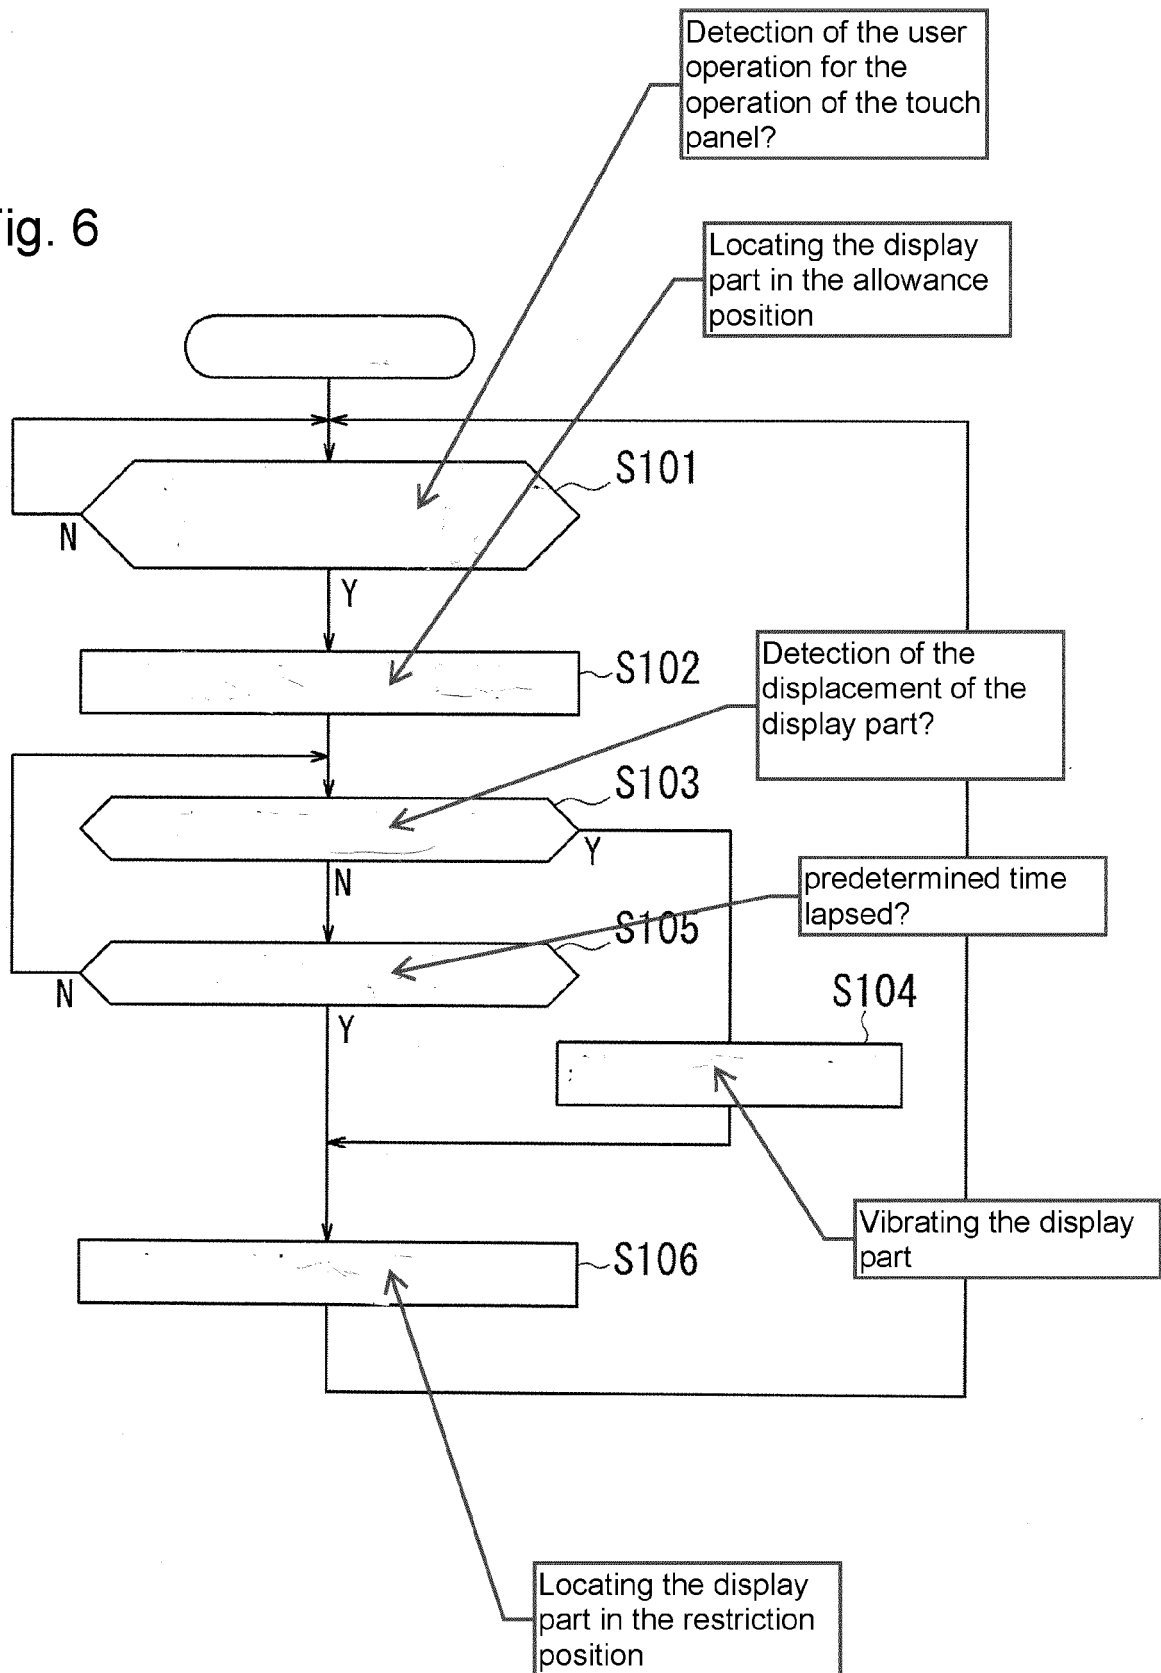 Detection of the user
operation for the
operation of the touch
panel?
ig. 6
Locating the display
part in the allowance
position
S101
N
Y
S102
Detection of the
displacement of the
display part?
S103
Y
N
predetermined time
lapsed?
S105
N
Y
S104
Vibrating the display
part
S106
Locating the display
part in the restriction
position